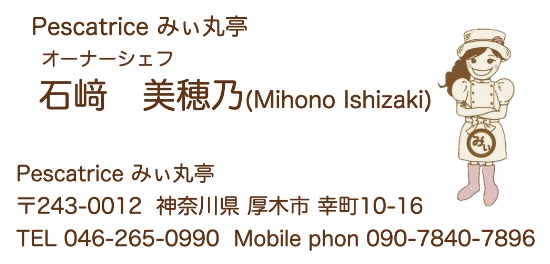 Pescatrice みぃ丸亭
オーナーシェフ
石﨑　美穂乃(Mihono Ishizaki)
みぃ
Pescatrice みぃ丸亭
〒243-0012 神奈川県 厚木市 幸町10-16
TEL 046-265-0990 Mobile phon 090-7840-7896